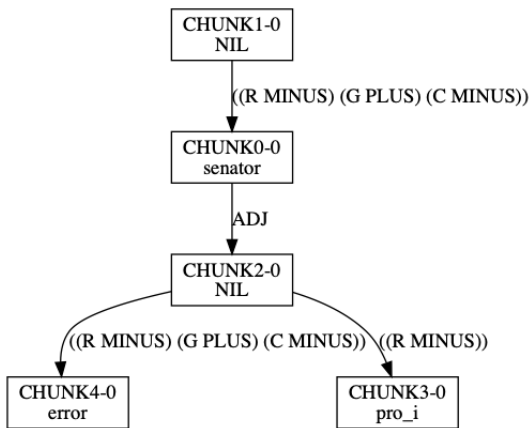 CHUNK1-0
NIL
((R MINUS) (G PLUS) (C MINUS))
CHUNK0-0
senator
ADJ
CHUNK2-0
NIL
((R MINUS) (G PLUS) (C MINUS)) ((R MINUS))
CHUNK4-0
error
CHUNK3-0
pro_i